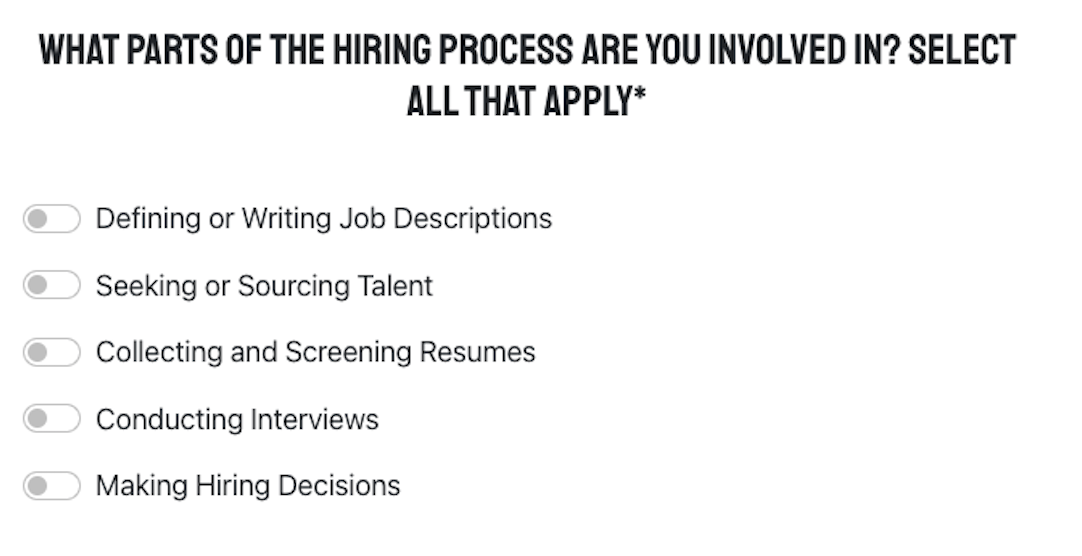 WHAT PARTS OF THE HIRING PROCESS ARE YOU INVOLVED IN? SELECT
ALL THAT APPLY*
Defining or Writing Job Descriptions
Seeking or Sourcing Talent
Collecting and Screening Resumes
Conducting Interviews
Making Hiring Decisions